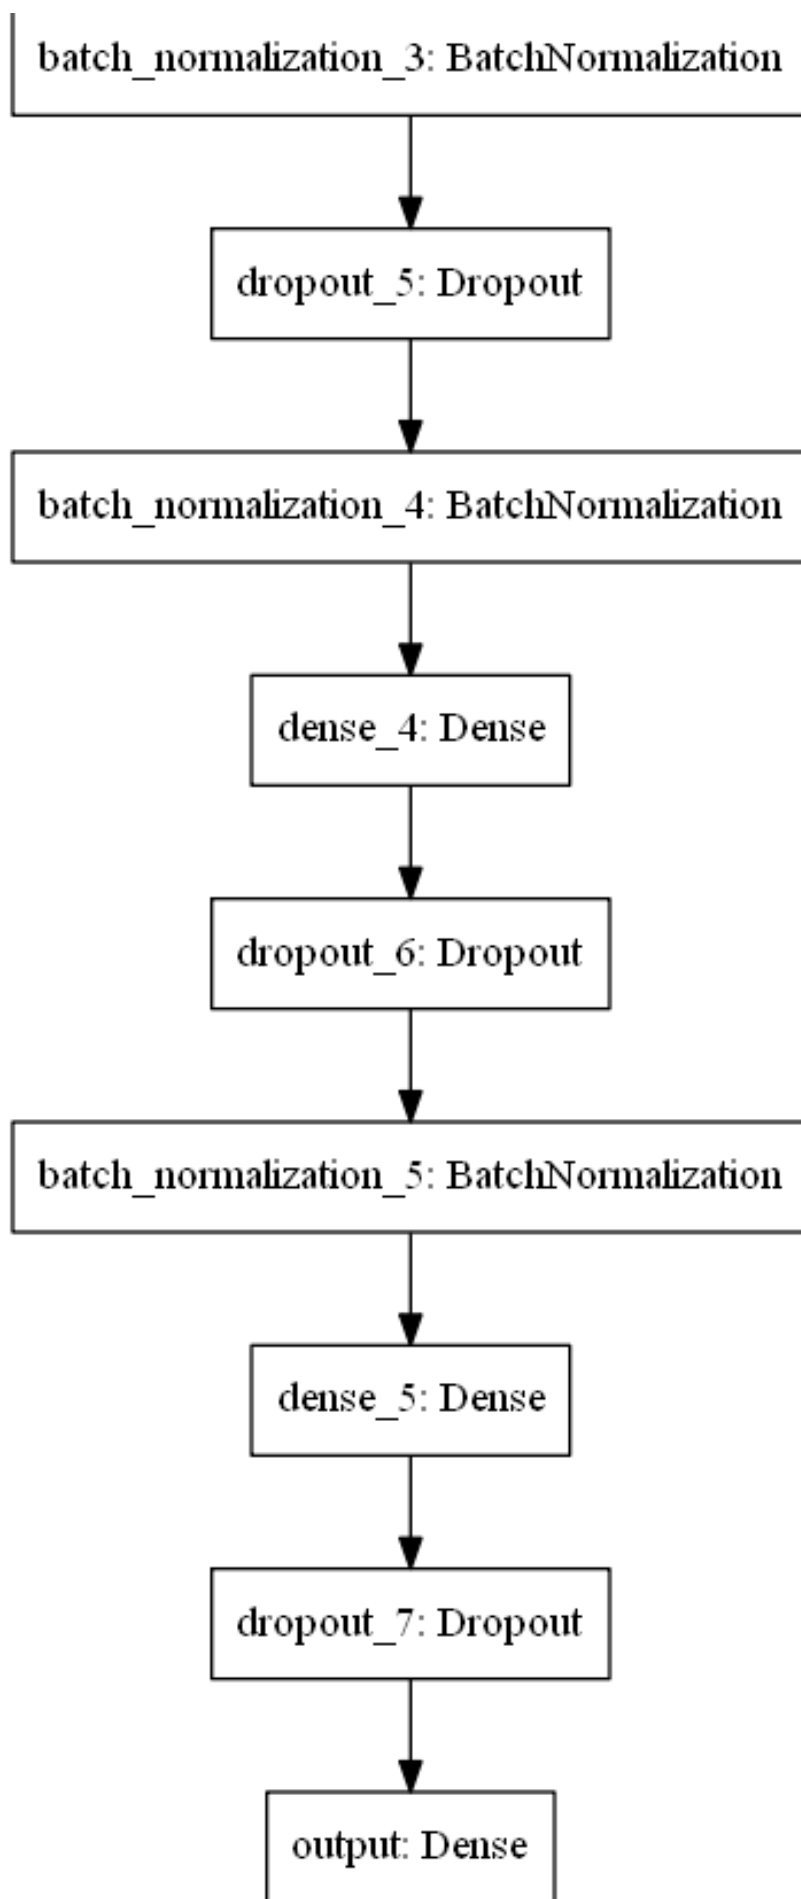 batch_normalization_3: BatchNormalization
dropout_5: Dropout
batch_normalization_4: BatchNormalization
dense_4: Dense
dropout_6: Dropout
batch_normalization_5: BatchNormalization
dense_5: Dense
dropout_7: Dropout
output: Dense